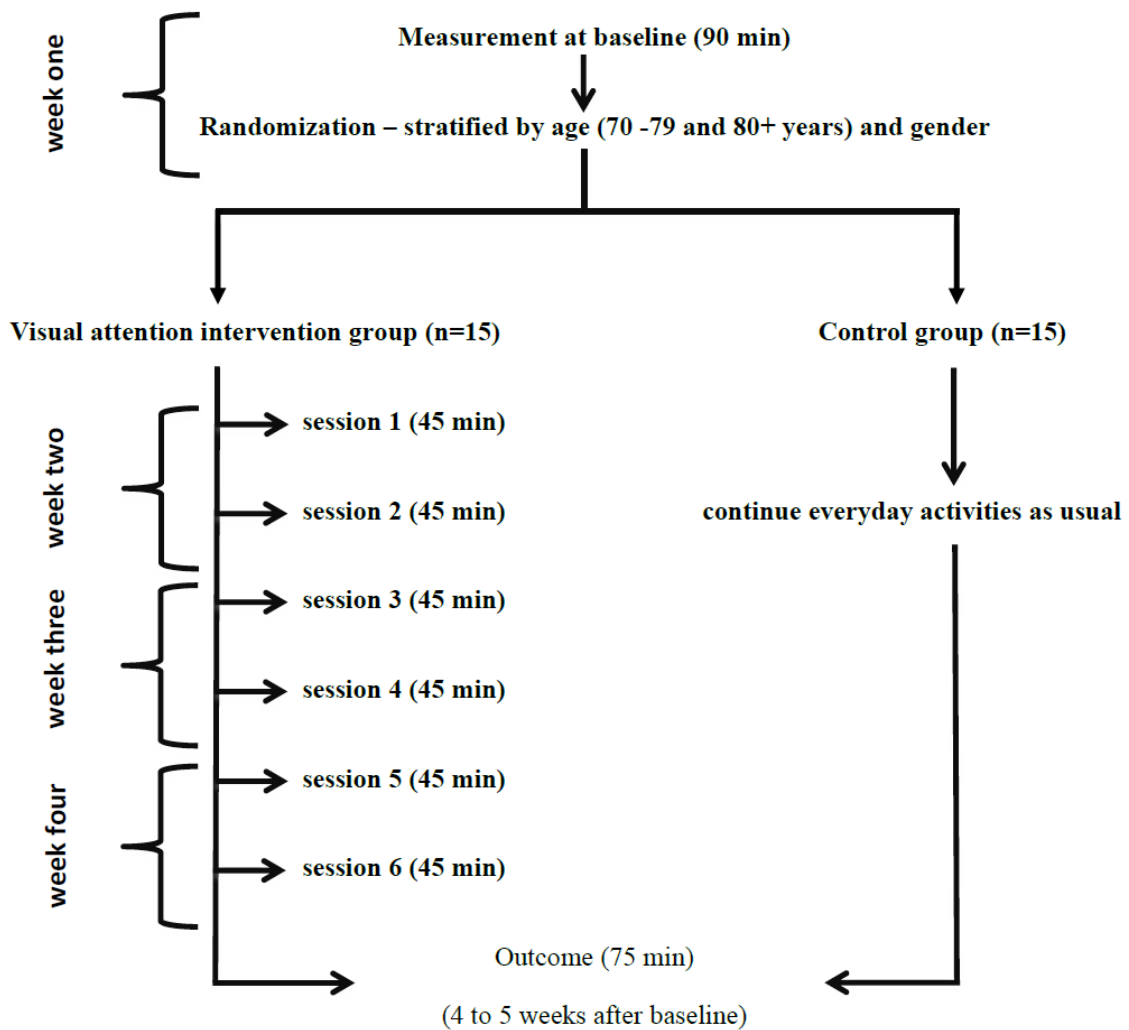 week one
Measurement at baseline (90 min)
Randomization – stratified by age (70 -79 and 80+ years) and gender
Visual attention intervention group (n=15)
Control group (n=15)
week two
session 1 (45 min)
session 2 (45 min)
continue everyday activities as usual
week three
session 3 (45 min)
session 4 (45 min)
week four
session 5 (45 min)
session 6 (45 min)
Outcome (75 min)
(4 to 5 weeks after baseline)